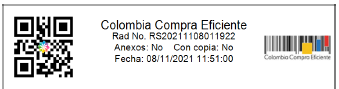 Colombia Compra Eficiente
Rad No. RS20211108011922
Anexos: No Con copia: No
Fecha: 08/11/2021 11:51:00
Colombia Compra Eficiente